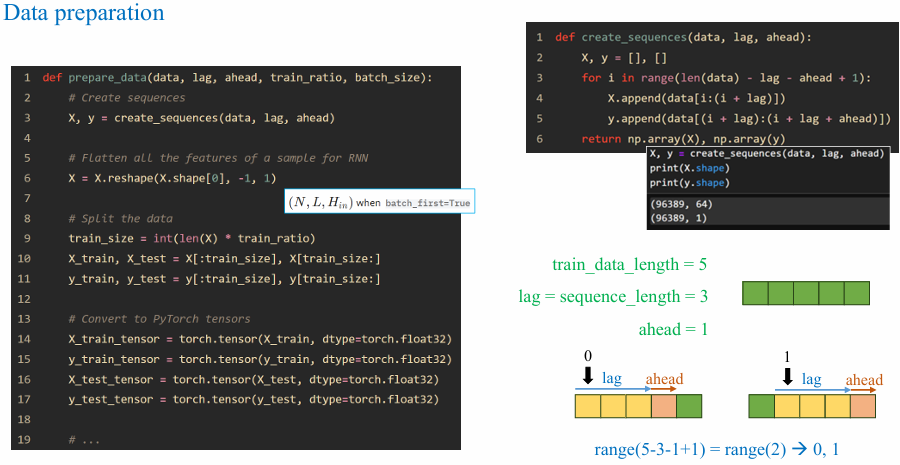 Data preparation
1 def prepare_data(data, lag, ahead, train_ratio, batch_size):
2 # Create sequences
3 X, y = create_sequences(data, lag, ahead)
4
5 # Flatten all the features of a sample for RNN
6 X = X.reshape(X.shape[0], -1, 1)
7
8 # Split the data
9 train_size = int(len(X) * train_ratio)
10 X_train, X_test = X[:train_size], X[train_size:]
11 y_train, y_test = y[:train_size], y[train_size:]
12
13 # Convert to PyTorch tensors
14 X_train_tensor = torch.tensor(X_train, dtype=torch.float32)
15 y_train_tensor = torch.tensor(y_train, dtype=torch.float32)
16 X_test_tensor = torch.tensor(X_test, dtype=torch.float32)
17 y_test_tensor = torch.tensor(y_test, dtype=torch.float32)
18
19 # ...
(N, L, H_in) when batch_first=True
1 def create_sequences(data, lag, ahead):
2 X, y = [], []
3 for i in range(len(data) - lag - ahead + 1):
4 X.append(data[i:(i + lag)])
5 y.append(data[(i + lag):(i + lag + ahead)])
6 return np.array(X), np.array(y)
X, y = create_sequences(data, lag, ahead)
print(X.shape)
print(y.shape)
(96389, 64)
(96389, 1)
train_data_length = 5
lag = sequence_length = 3
ahead = 1
0
lag ahead
1
lag ahead
range(5-3-1+1) = range(2) → 0, 1